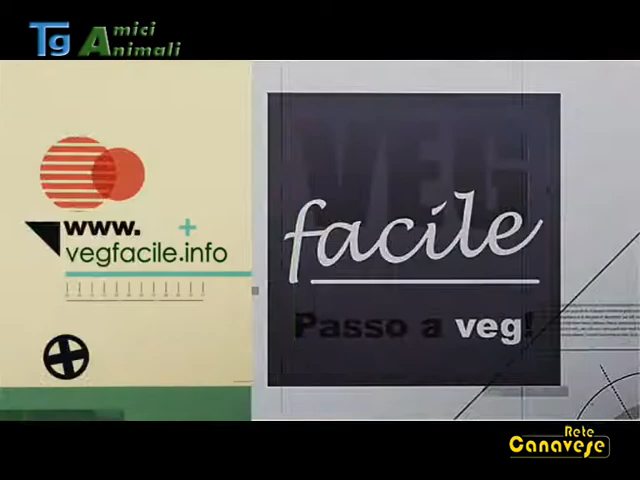 Tg Amici Animali
www.
vegfacile.info
VEG
facile
Passo a veg!
Rete
Canavese